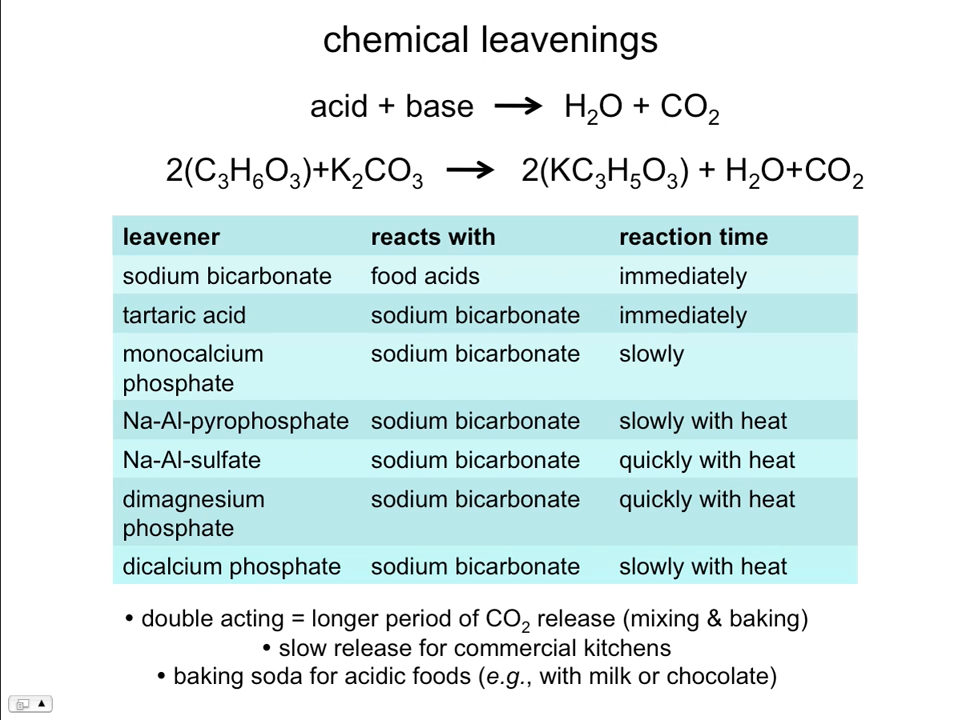 chemical leavenings
acid + base → H₂O + CO₂
2(C₃H₆O₃)+K₂CO₃ → 2(KC₃H₅O₃) + H₂O+CO₂
leavener reacts with reaction time
sodium bicarbonate food acids immediately
tartaric acid sodium bicarbonate immediately
monocalcium phosphate sodium bicarbonate slowly
Na-Al-pyrophosphate sodium bicarbonate slowly with heat
Na-Al-sulfate sodium bicarbonate quickly with heat
dimagnesium phosphate sodium bicarbonate quickly with heat
dicalcium phosphate sodium bicarbonate slowly with heat
• double acting = longer period of CO₂ release (mixing & baking)
• slow release for commercial kitchens
• baking soda for acidic foods (e.g., with milk or chocolate)